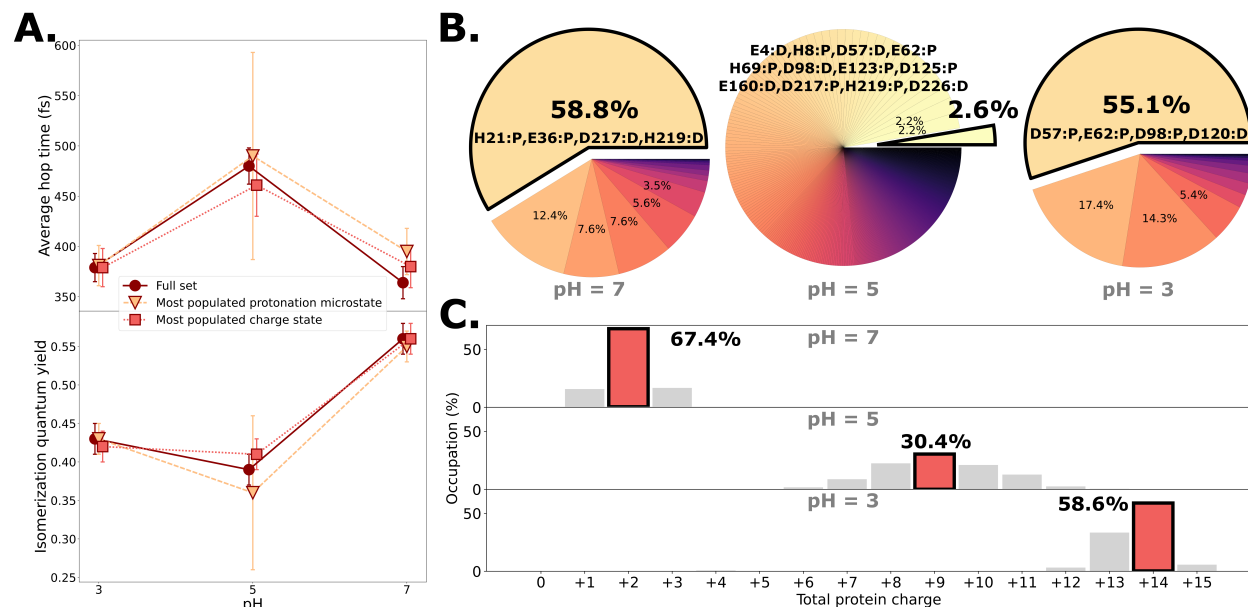 A.
600
550
500
450
400
350
Average hop time (fs)
Full set
Most populated protonation microstate
Most populated charge state
0.55
0.50
0.45
0.40
0.35
0.30
0.25
Isomerization quantum yield
3
5
7
pH
B.
58.8%
H21:P,E36:P,D217:D,H219:D
12.4%
7.6%
7.6%
5.6%
3.5%
pH = 7
E4:D,H8:P,D57:D,E62:P
H69:P,D98:D,E123:P,D125:P
E160:D,D217:P,H219:P,D226:D
2.6%
2.2%
2.2%
pH = 5
55.1%
D57:P,E62:P,D98:P,D120:D
17.4%
14.3%
5.4%
pH = 3
C.
50
0
67.4%
pH = 7
50
0
pH = 5
30.4%
50
0
pH = 3
58.6%
Occupation (%)
0
+1
+2
+3
+4
+5
+6
+7
+8
+9
+10
+11
+12
+13
+14
+15
Total protein charge